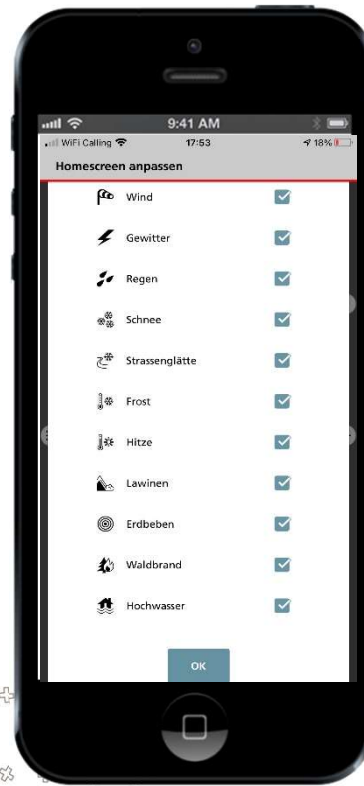 9:41 AM
WiFi Calling 17:53 18%
Homescreen anpassen
Wind
Gewitter
Regen
Schnee
Strassenglätte
Frost
Hitze
Lawinen
Erdbeben
Waldbrand
Hochwasser
OK